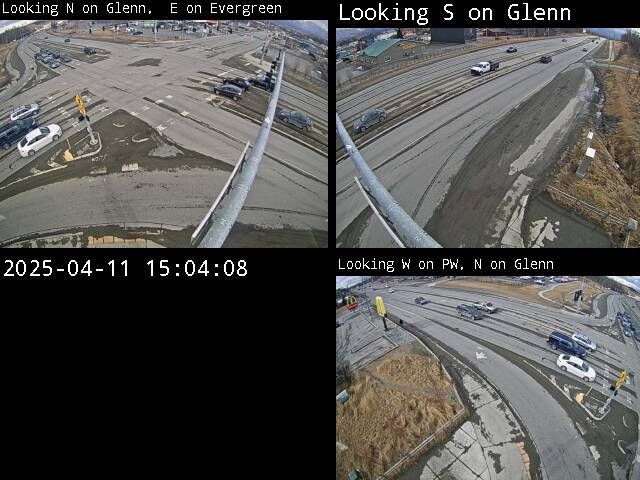 Looking N on Glenn,  E on Evergreen
Looking S on Glenn
2025-04-11 15:04:08
Looking W on PW, N on Glenn